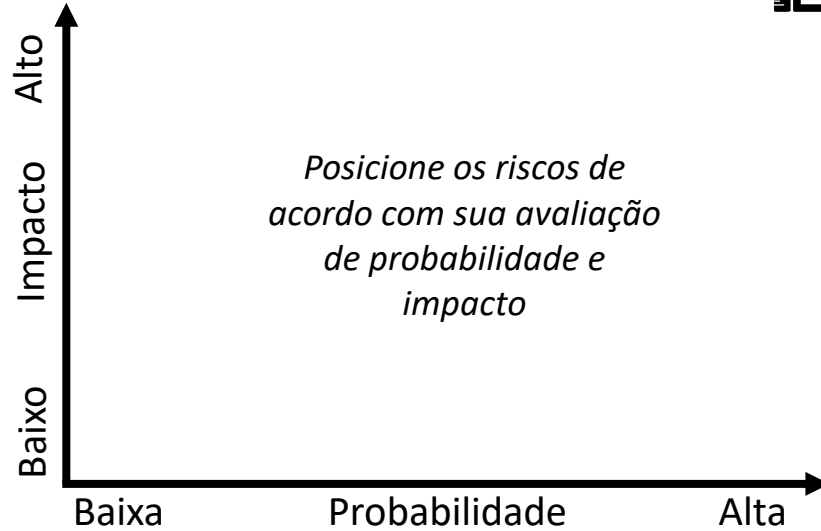 Alto
Impacto
Baixo
Posicione os riscos de
acordo com sua avaliação
de probabilidade e
impacto
Baixa
Probabilidade
Alta